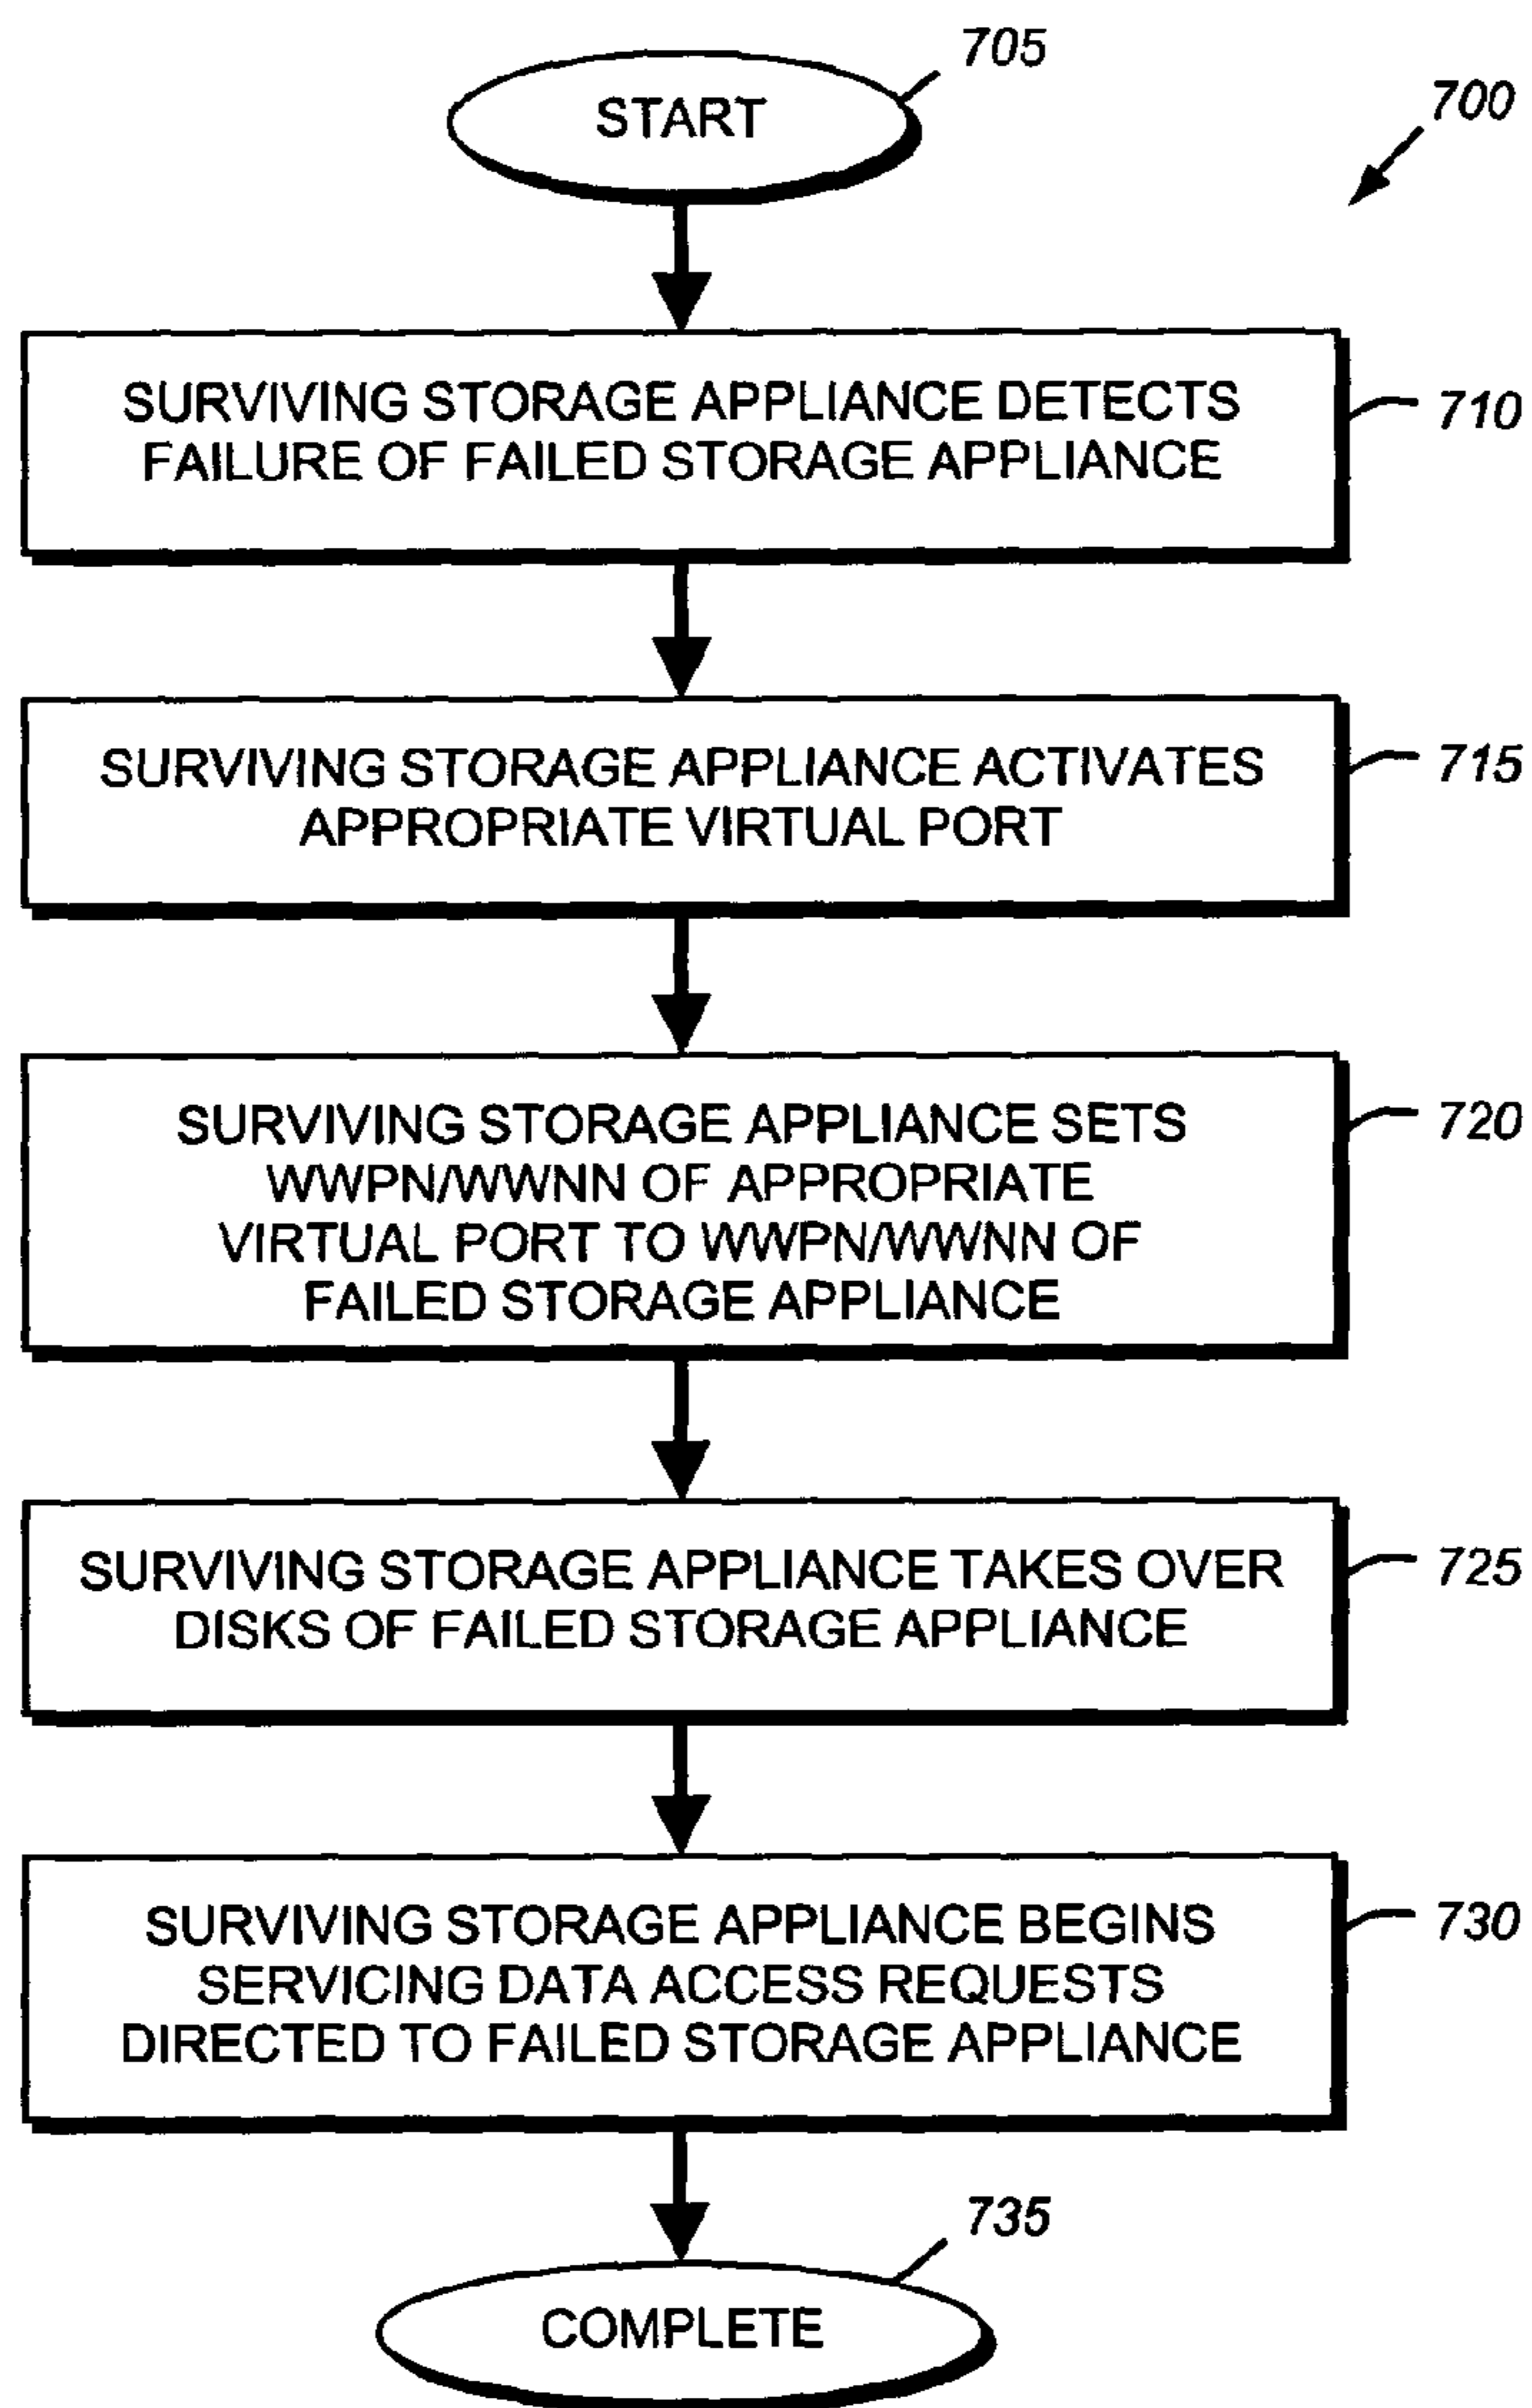 705
START
700
SURVIVING STORAGE APPLIANCE DETECTS
FAILURE OF FAILED STORAGE APPLIANCE
710
SURVIVING STORAGE APPLIANCE ACTIVATES
APPROPRIATE VIRTUAL PORT
715
SURVIVING STORAGE APPLIANCE SETS
WWPN/WWNN OF APPROPRIATE
VIRTUAL PORT TO WWPN/WWNN OF
FAILED STORAGE APPLIANCE
720
SURVIVING STORAGE APPLIANCE TAKES OVER
DISKS OF FAILED STORAGE APPLIANCE
725
SURVIVING STORAGE APPLIANCE BEGINS
SERVICING DATA ACCESS REQUESTS
DIRECTED TO FAILED STORAGE APPLIANCE
730
735
COMPLETE